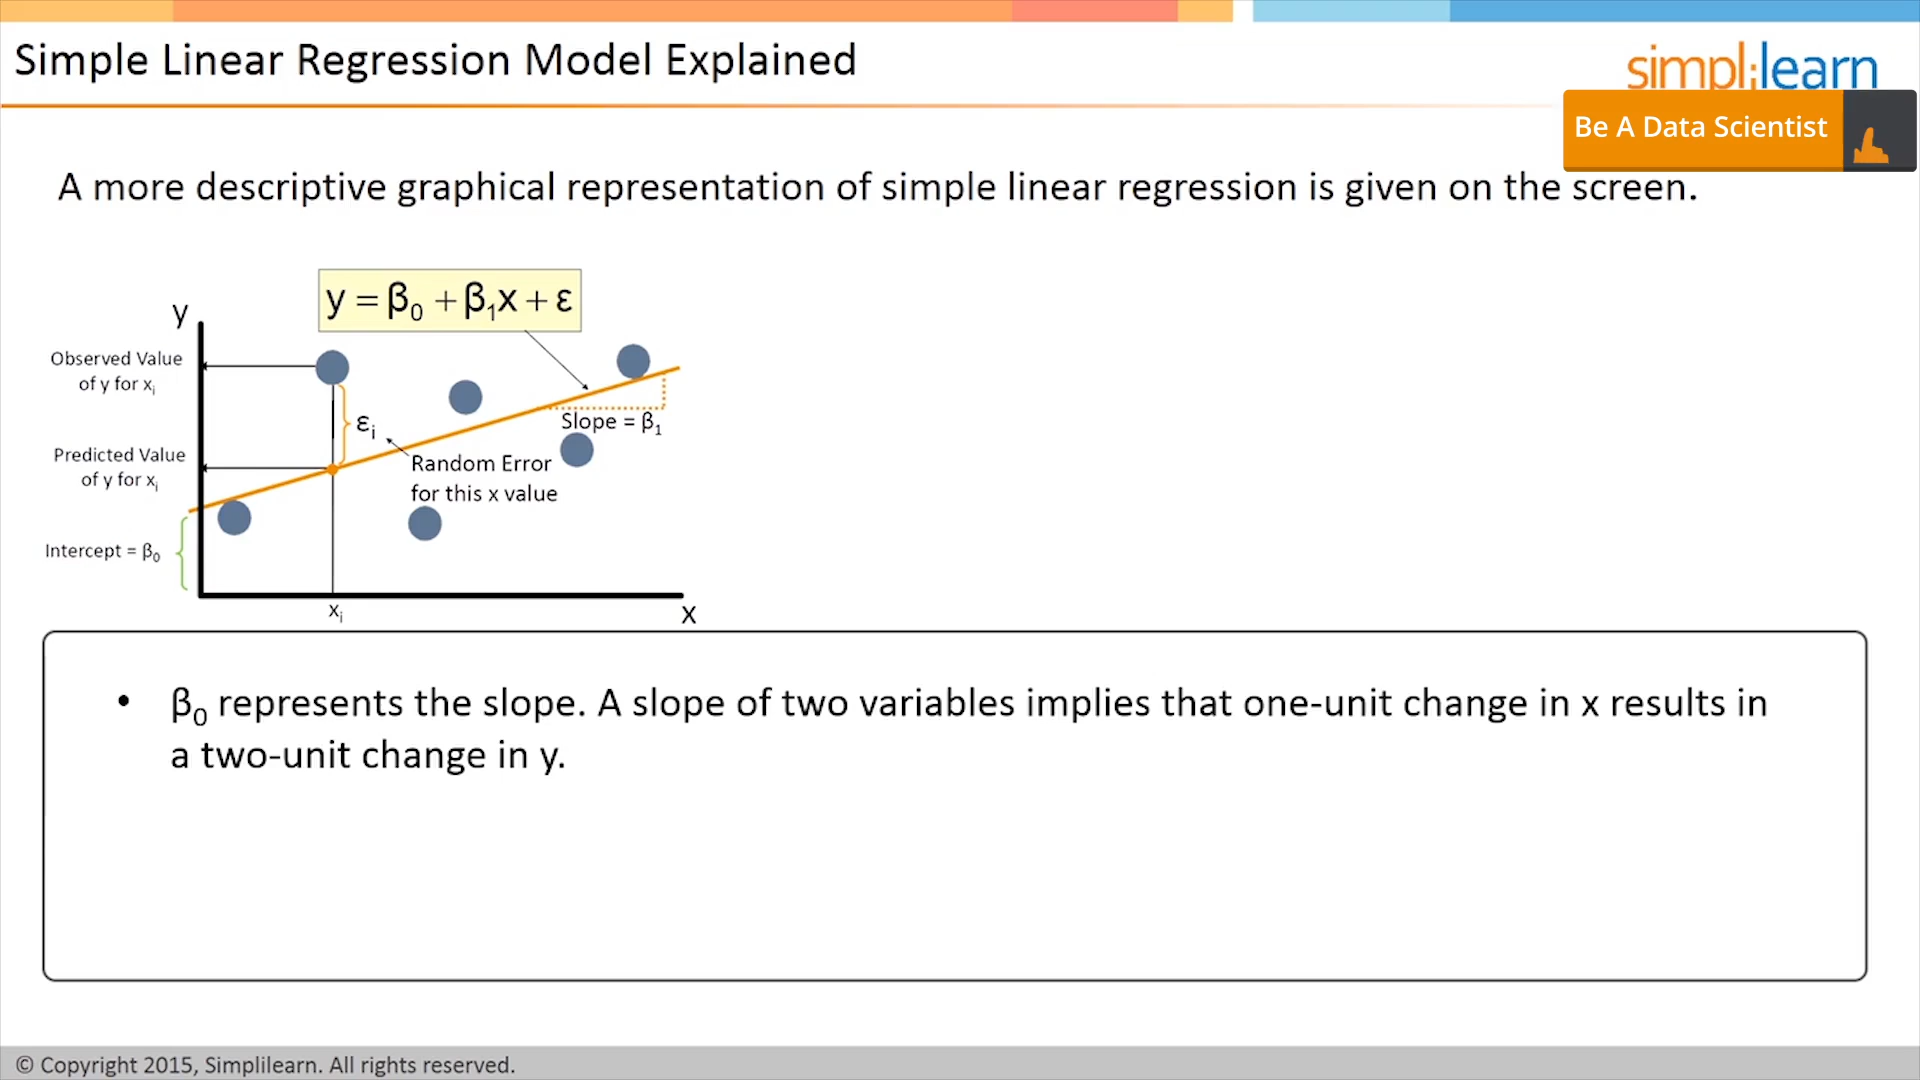 Simple Linear Regression Model Explained
simpl;learn
Be A Data Scientist
A more descriptive graphical representation of simple linear regression is given on the screen.
y = β₀ + β₁x + ε
y
Observed Value
of y for xᵢ
εᵢ
Slope = β₁
Predicted Value
of y for xᵢ
Random Error
for this x value
Intercept = β₀
xᵢ
x
• β₀ represents the slope. A slope of two variables implies that one-unit change in x results in
a two-unit change in y.
© Copyright 2015, Simplilearn. All rights reserved.